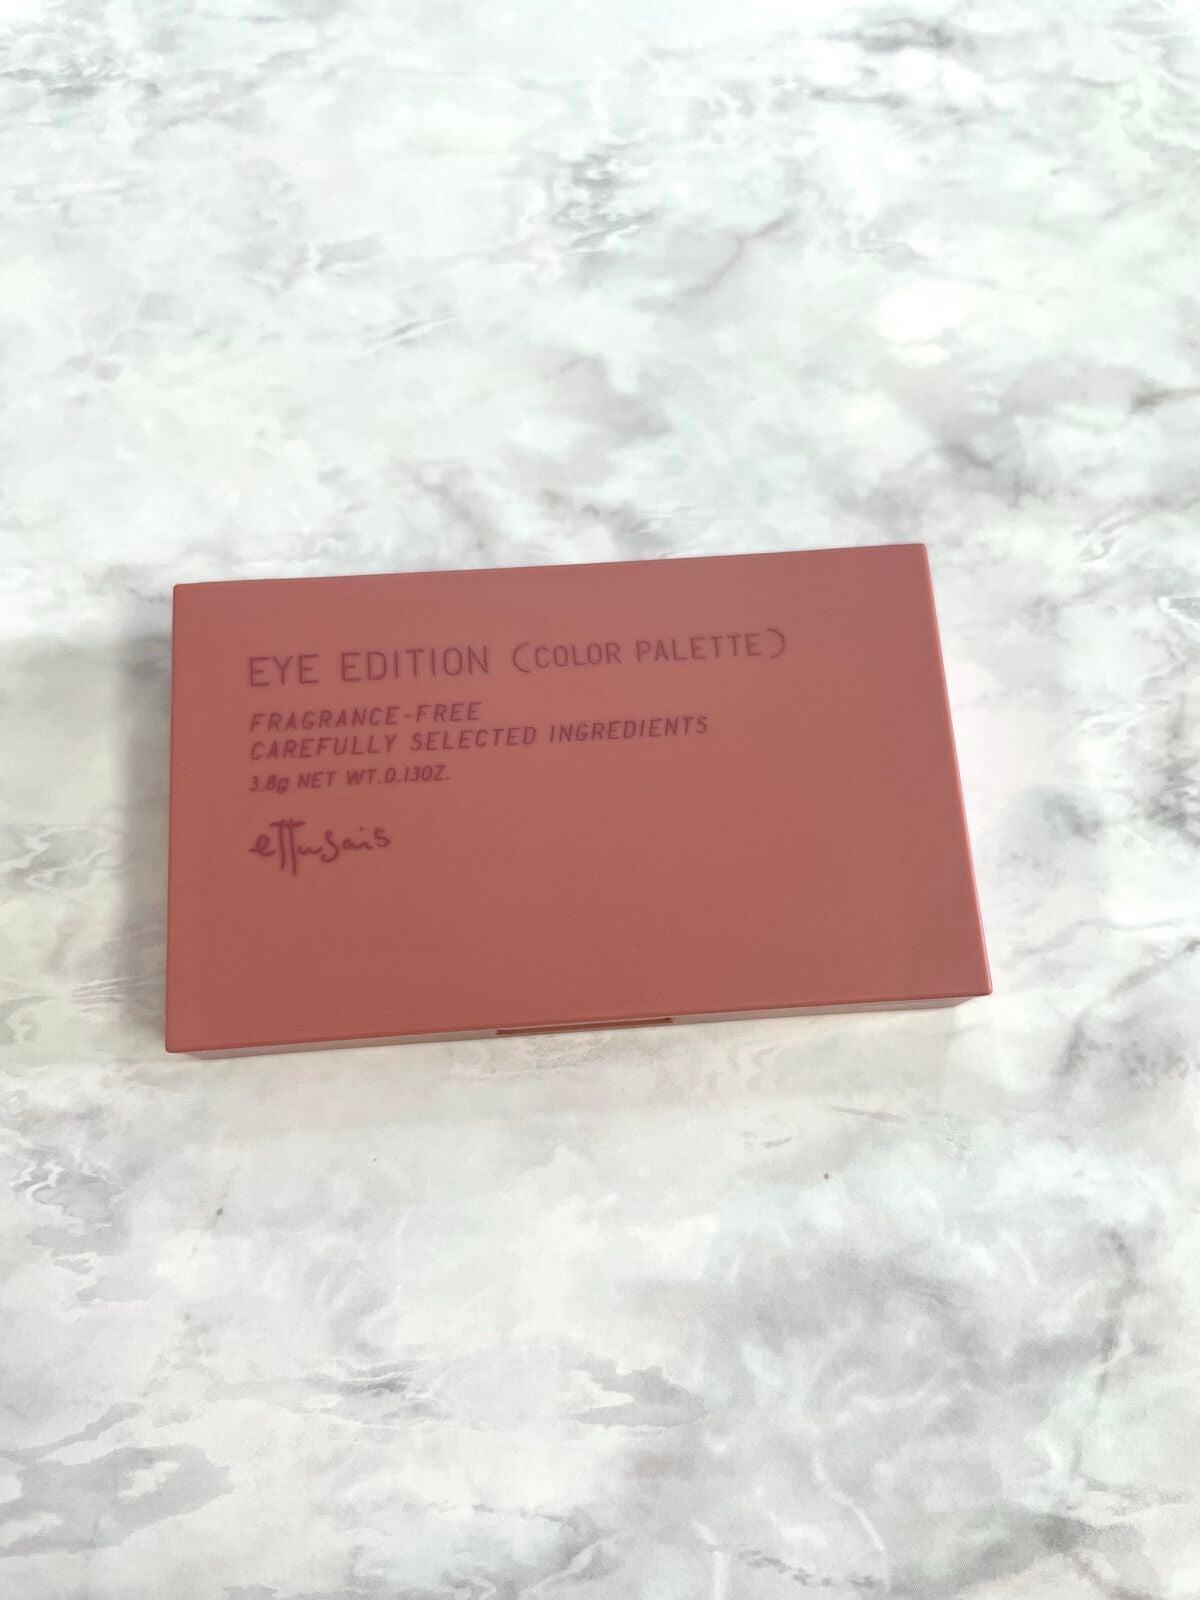 EYE EDITION (COLOR PALETTE)
FRAGRANCE-FREE
CAREFULLY SELECTED INGREDIENTS
3.8g NET WT.0.13OZ.
ettusais